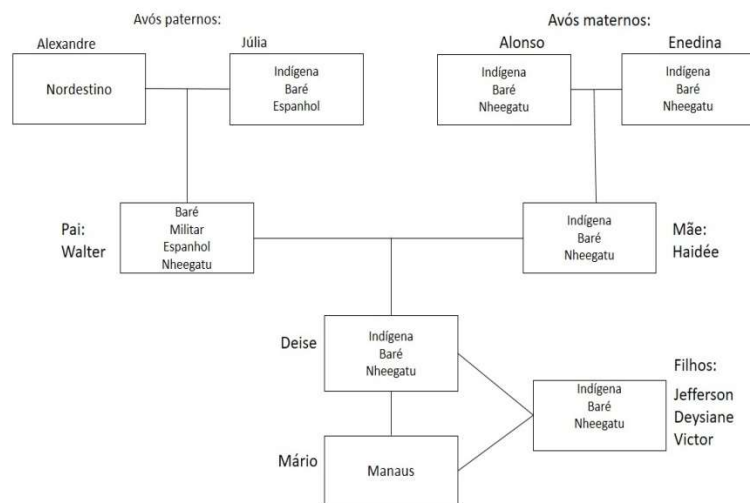 Avós paternos:
Avós maternos:
Alexandre
Júlia
Alonso
Enedina
Nordestino
Indígena
Baré
Espanhol
Indígena
Baré
Nheegatu
Indígena
Baré
Nheegatu
Pai:
Walter
Baré
Militar
Espanhol
Nheegatu
Indígena
Baré
Nheegatu
Mãe:
Haidée
Deise
Indígena
Baré
Nheegatu
Filhos:
Jefferson
Deysiane
Victor
Indígena
Baré
Nheegatu
Mário
Manaus